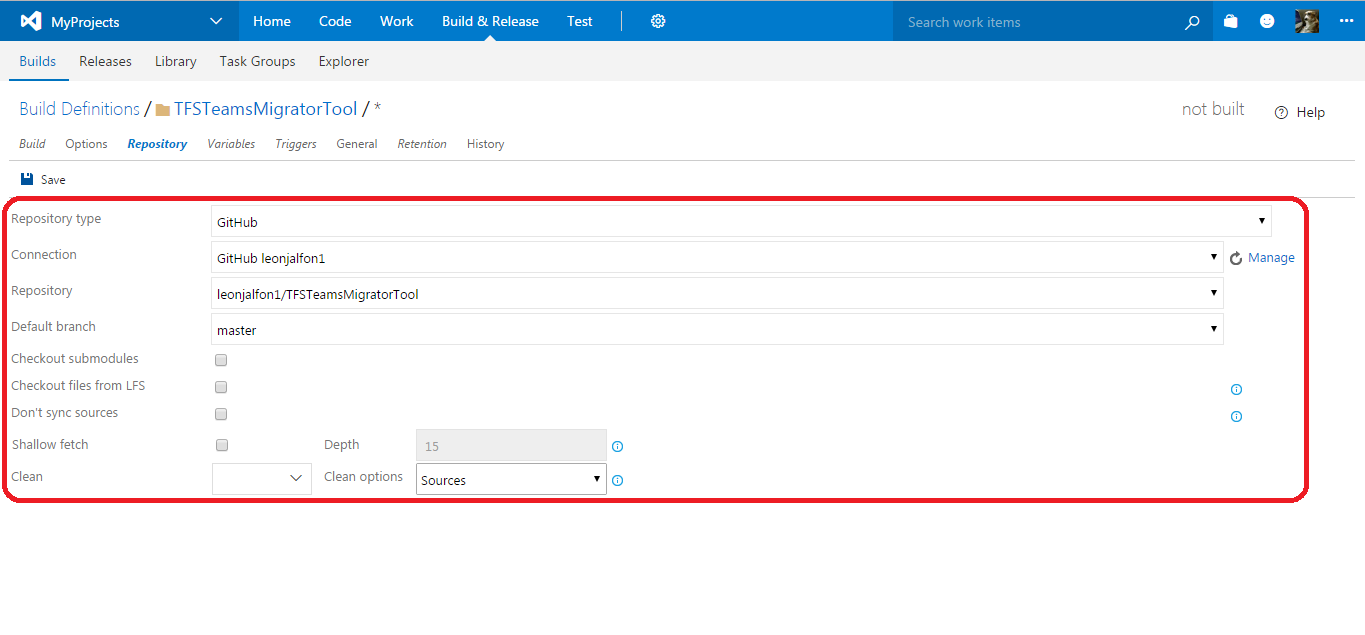 MyProjects Home Code Work Build & Release Test Search work items
Builds Releases Library Task Groups Explorer
Build Definitions / TFSTeamsMigratorTool / * not built Help
Build Options Repository Variables Triggers General Retention History
Save
Repository type GitHub
Connection GitHub leonjalfon1 Manage
Repository leonjalfon1/TFSTeamsMigratorTool
Default branch master
Checkout submodules
Checkout files from LFS
Don't sync sources
Shallow fetch Depth 15
Clean Clean options Sources